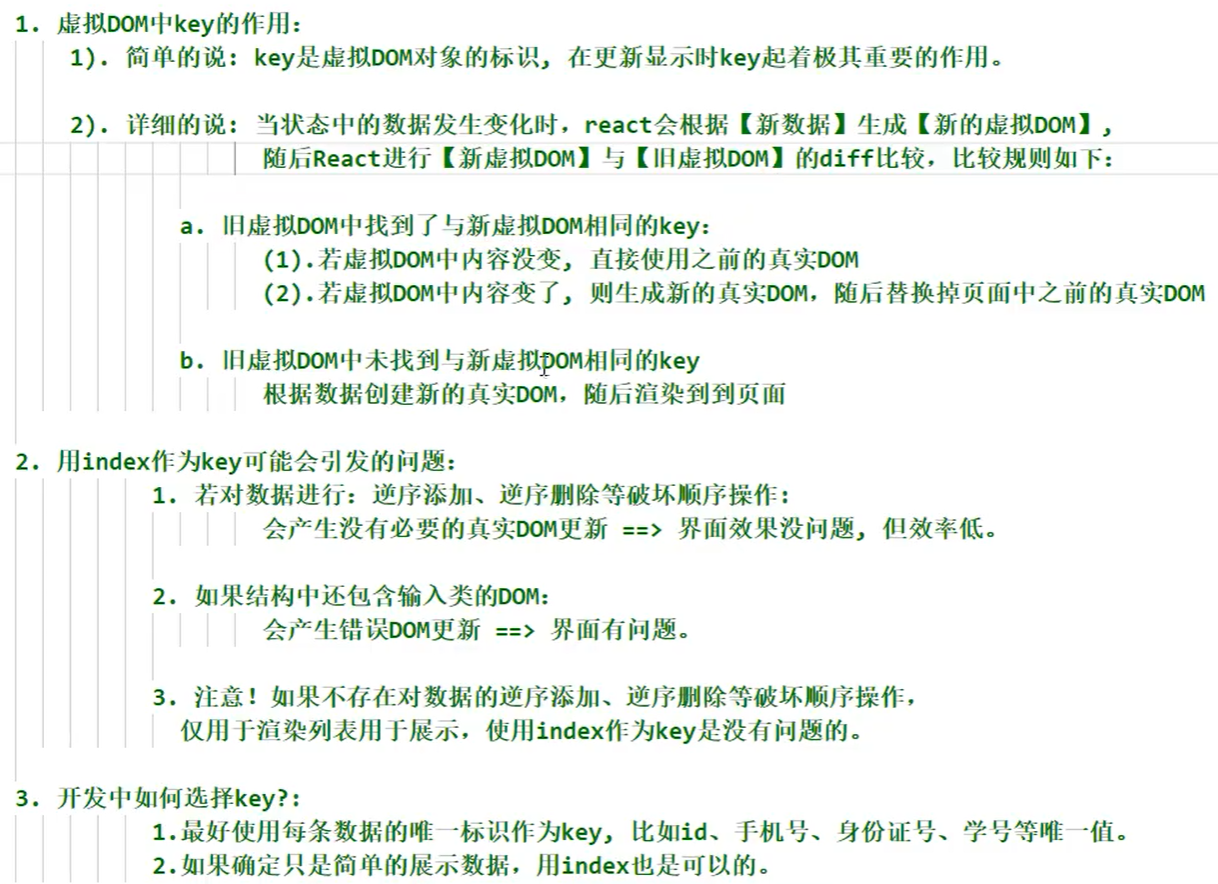 1. 虚拟DOM中key的作用:
1). 简单的说: key是虚拟DOM对象的标识, 在更新显示时key起着极其重要的作用。
2). 详细的说: 当状态中的数据发生变化时，react会根据【新数据】生成【新的虚拟DOM】,
随后React进行【新虚拟DOM】与【旧虚拟DOM】的diff比较，比较规则如下:
a. 旧虚拟DOM中找到了与新虚拟DOM相同的key:
(1).若虚拟DOM中内容没变, 直接使用之前的真实DOM
(2).若虚拟DOM中内容变了, 则生成新的真实DOM，随后替换掉页面中之前的真实DOM
b. 旧虚拟DOM中未找到与新虚拟DOM相同的key
根据数据创建新的真实DOM，随后渲染到到页面
2. 用index作为key可能会引发的问题:
1. 若对数据进行: 逆序添加、逆序删除等破坏顺序操作:
会产生没有必要的真实DOM更新 ==> 界面效果没问题, 但效率低。
2. 如果结构中还包含输入类的DOM:
会产生错误DOM更新 ==> 界面有问题。
3. 注意！如果不存在对数据的逆序添加、逆序删除等破坏顺序操作，
仅用于渲染列表用于展示，使用index作为key是没有问题的。
3. 开发中如何选择key?:
1.最好使用每条数据的唯一标识作为key, 比如id、手机号、身份证号、学号等唯一值。
2.如果确定只是简单的展示数据，用index也是可以的。